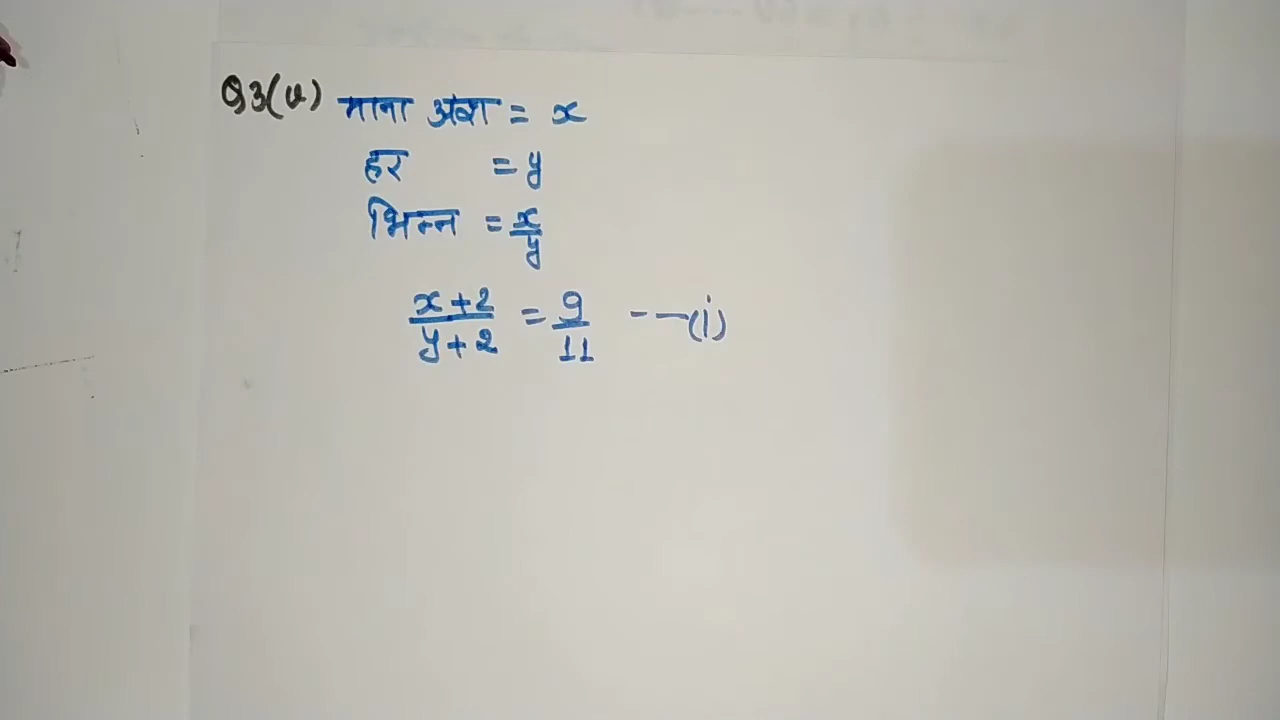 Q3(v) माना अंश = x
हर = y
भिन्न = x/y
x+2/y+2 = 9/11 ---(i)